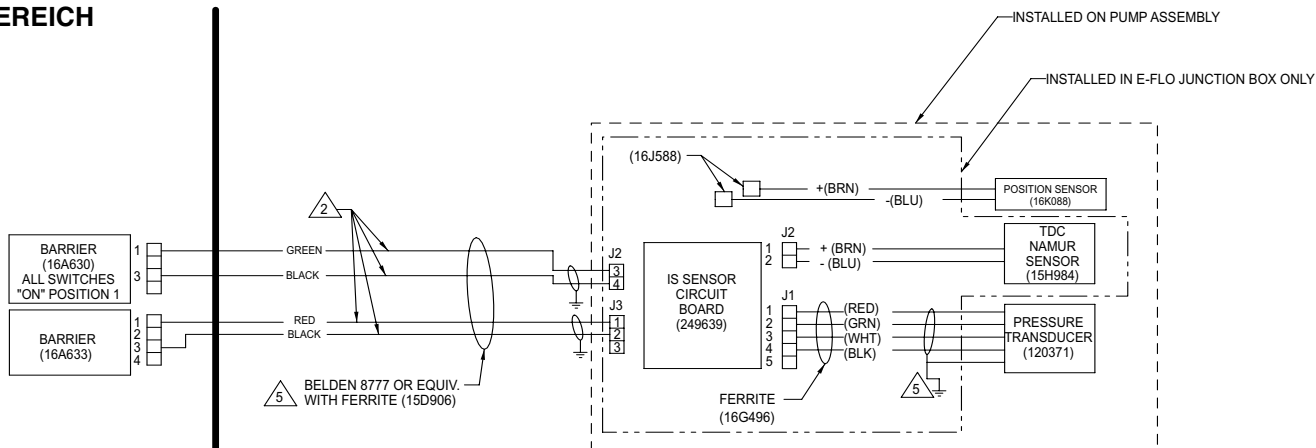 EREICH
INSTALLED ON PUMP ASSEMBLY
INSTALLED IN E-FLO JUNCTION BOX ONLY
(16J588)
+(BRN)
-(BLU)
POSITION SENSOR
(16K088)
2
BARRIER
(16A630)
ALL SWITCHES
"ON" POSITION 1
1
3
GREEN
BLACK
J2
3
4
IS SENSOR
CIRCUIT
BOARD
(249639)
J2
1
2
+ (BRN)
- (BLU)
TDC
NAMUR
SENSOR
(15H984)
BARRIER
(16A633)
1
2
3
4
RED
BLACK
J3
1
2
3
J1
1
2
3
4
5
(RED)
(GRN)
(WHT)
(BLK)
PRESSURE
TRANSDUCER
(120371)
5
BELDEN 8777 OR EQUIV.
WITH FERRITE (15D906)
FERRITE
(16G496)
5